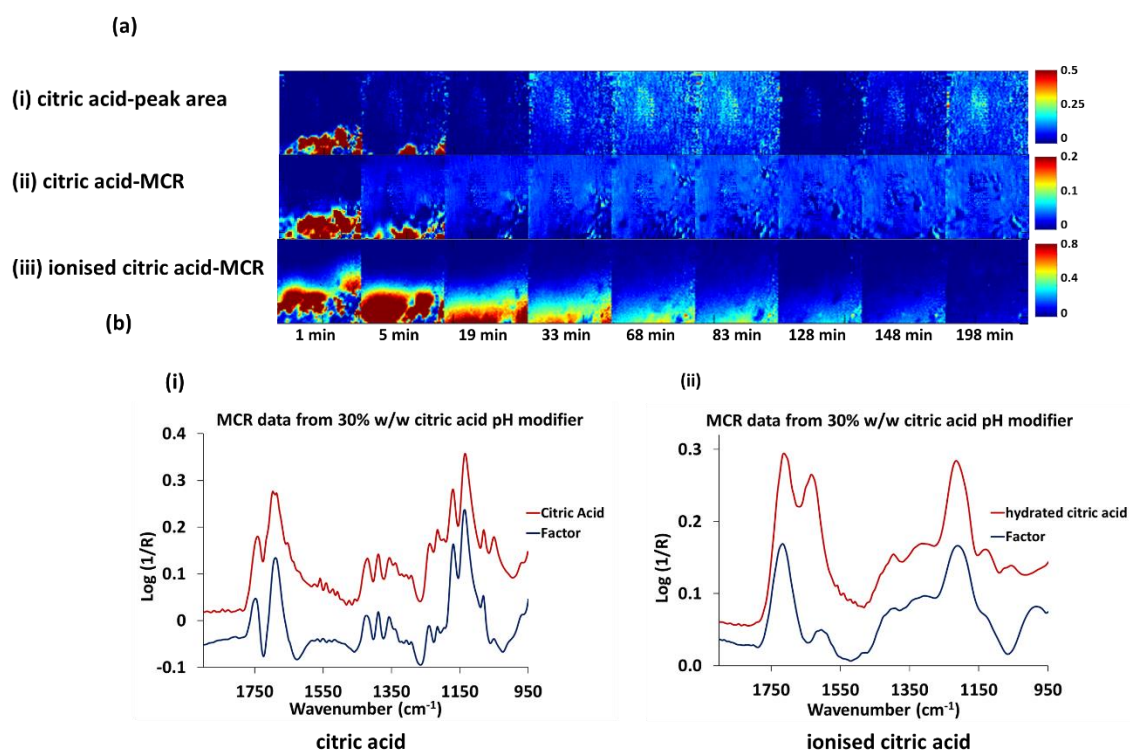 (a)
(i) citric acid-peak area
0.5
0.25
0
(ii) citric acid-MCR
0.2
0.1
0
(iii) ionised citric acid-MCR
0.8
0.4
0
1 min 5 min 19 min 33 min 68 min 83 min 128 min 148 min 198 min
(b)
(i)
MCR data from 30% w/w citric acid pH modifier
Log (1/R)
0.4
0.3
0.2
0.1
0
-0.1
Citric Acid
Factor
1750 1550 1350 1150 950
Wavenumber (cm⁻¹)
citric acid
(ii)
MCR data from 30% w/w citric acid pH modifier
Log (1/R)
0.3
0.2
0.1
0.0
hydrated citric acid
Factor
1750 1550 1350 1150 950
Wavenumber (cm⁻¹)
ionised citric acid